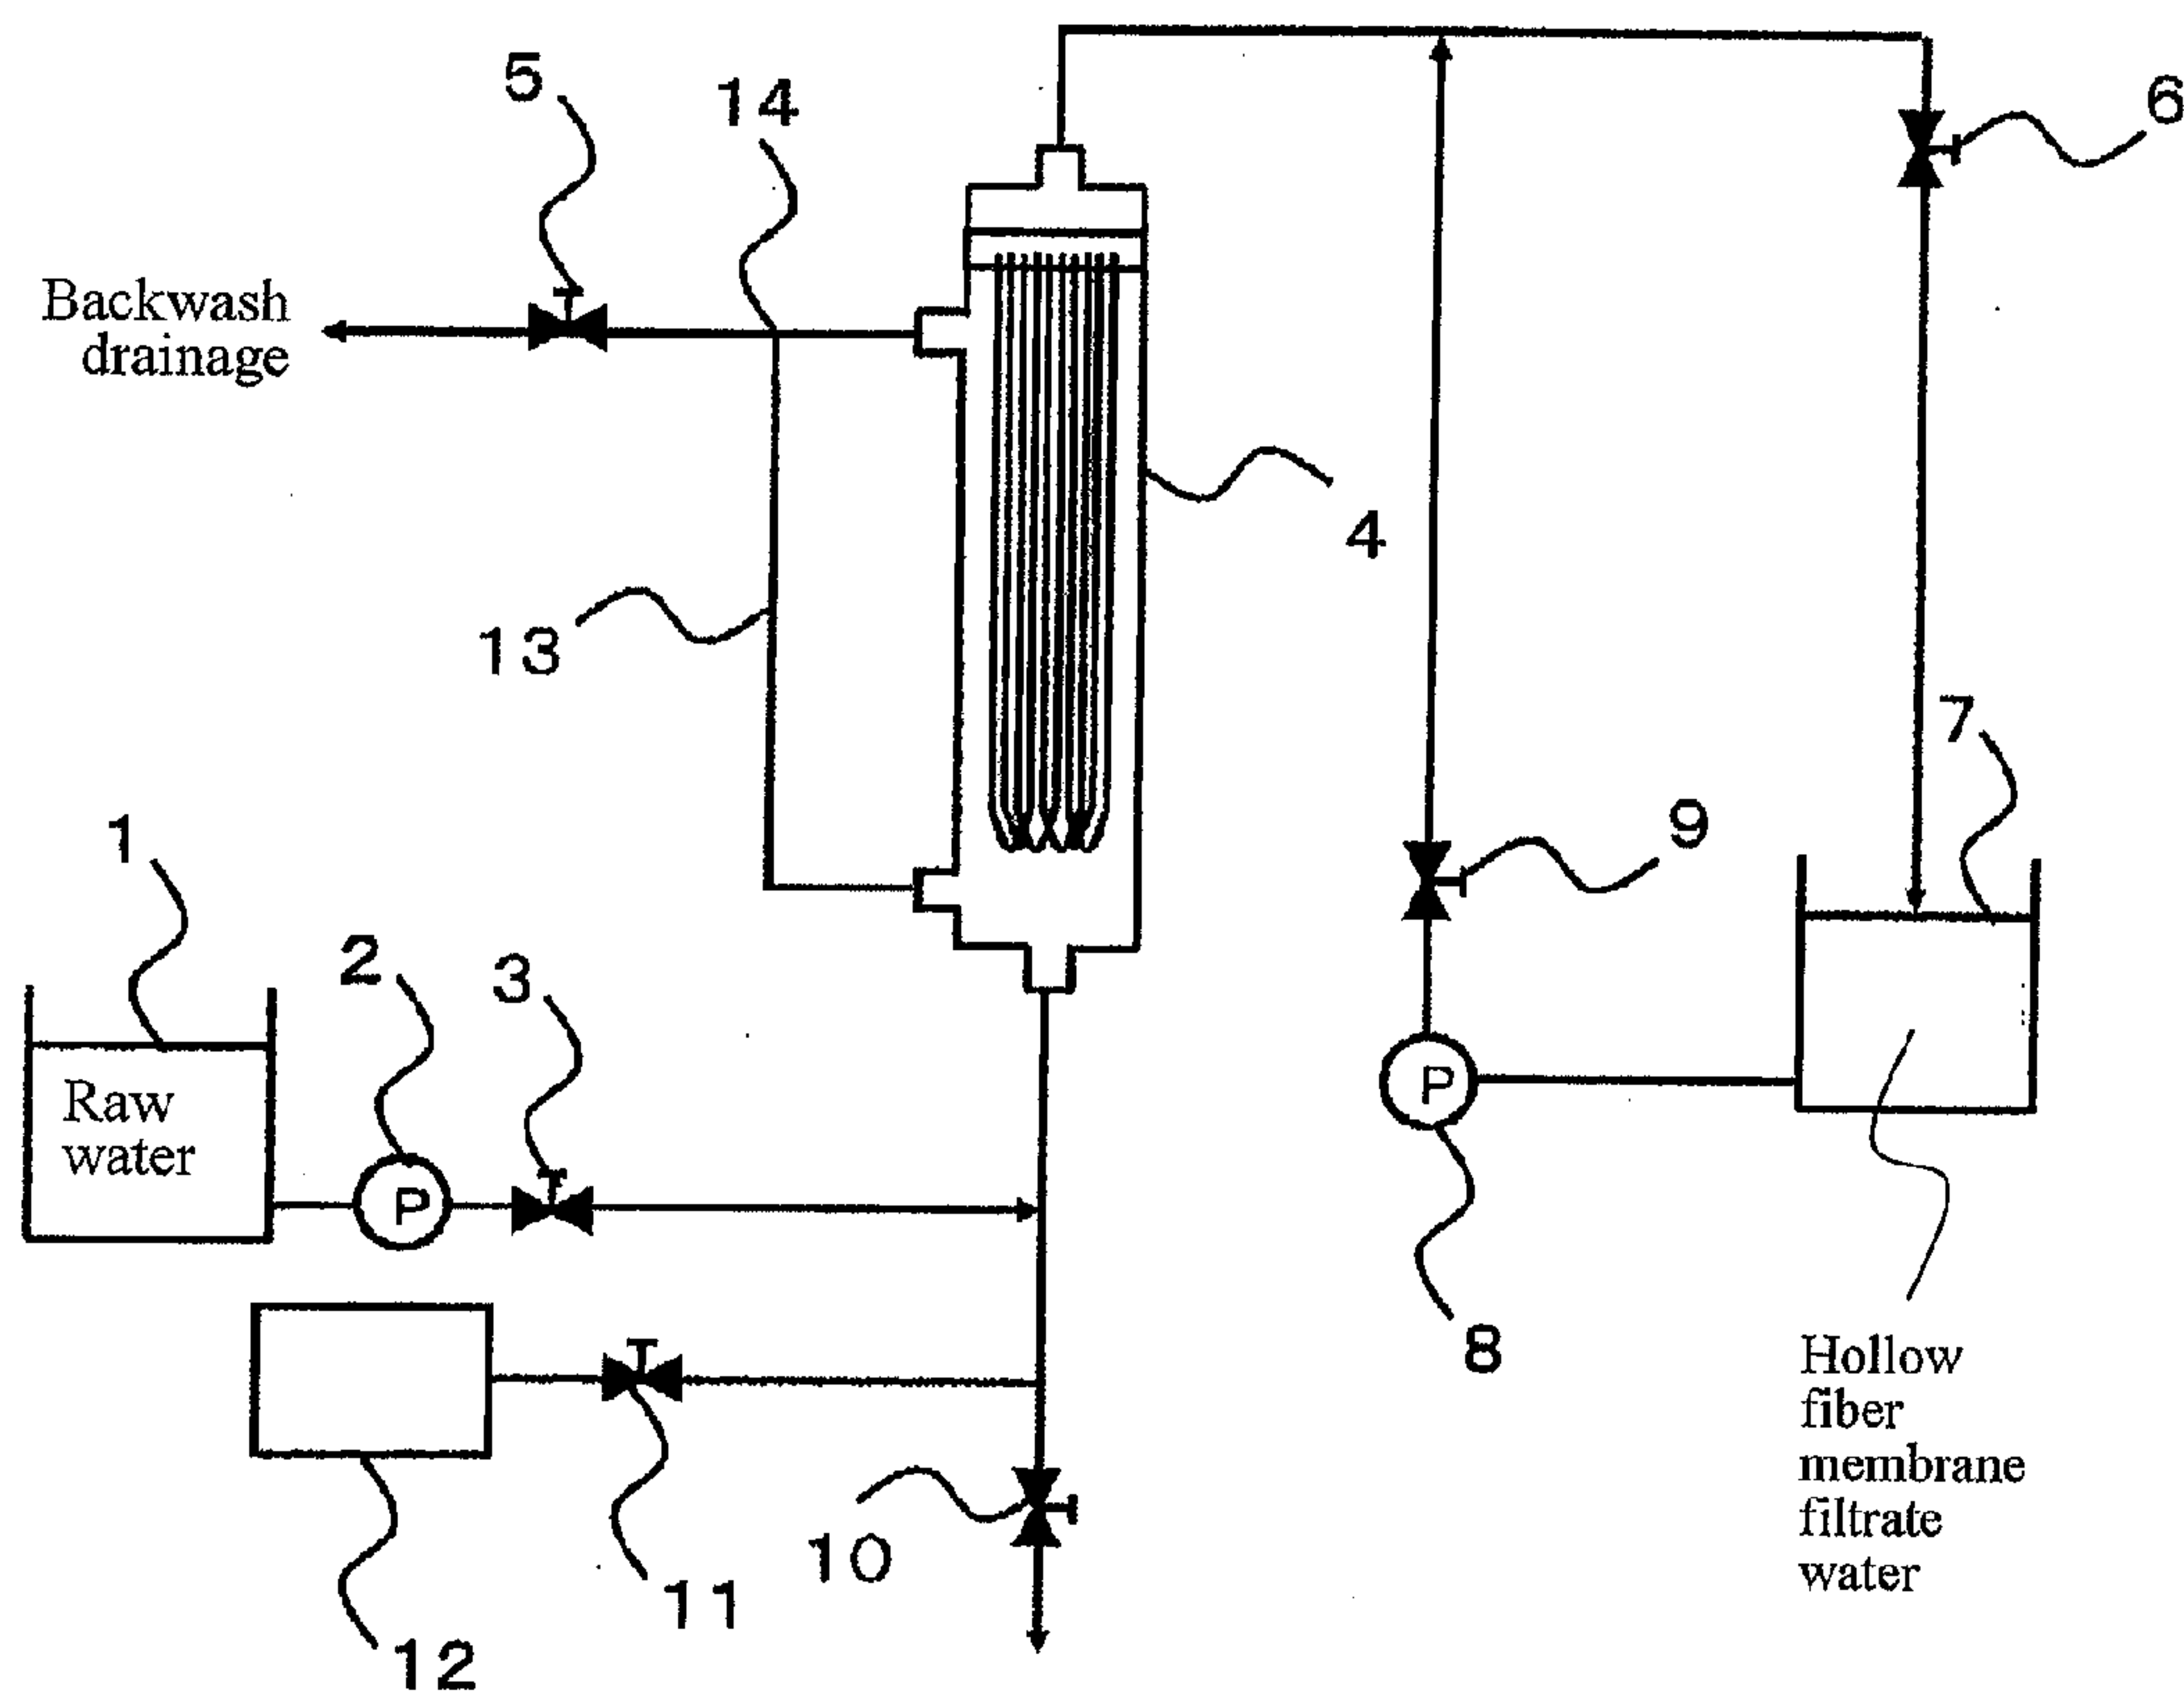 5
14
6
Backwash
drainage
4
13
7
1
9
2
3
Raw
water
P
P
8
Hollow
fiber
membrane
filtrate
water
10
11
12